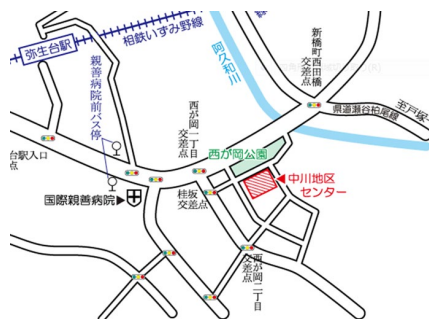 弥生台駅
相鉄いずみ野線
阿久和川
新橋町西田橋
交差点
県道瀬谷柏尾線
至戸塚
親善病院前バス停
西が岡一丁目
交差点
西が岡公園
中川地区
センター
台駅入口
点
国際親善病院
桂坂
交差点
西が岡二丁目
交差点